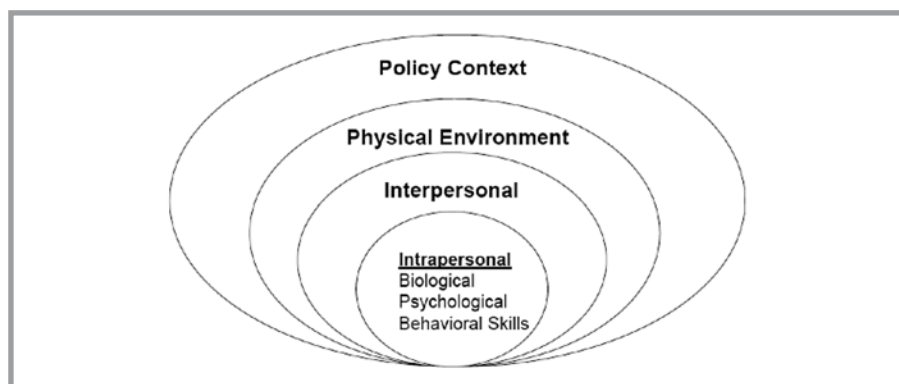 Policy Context
Physical Environment
Interpersonal
Intrapersonal
Biological
Psychological
Behavioral Skills